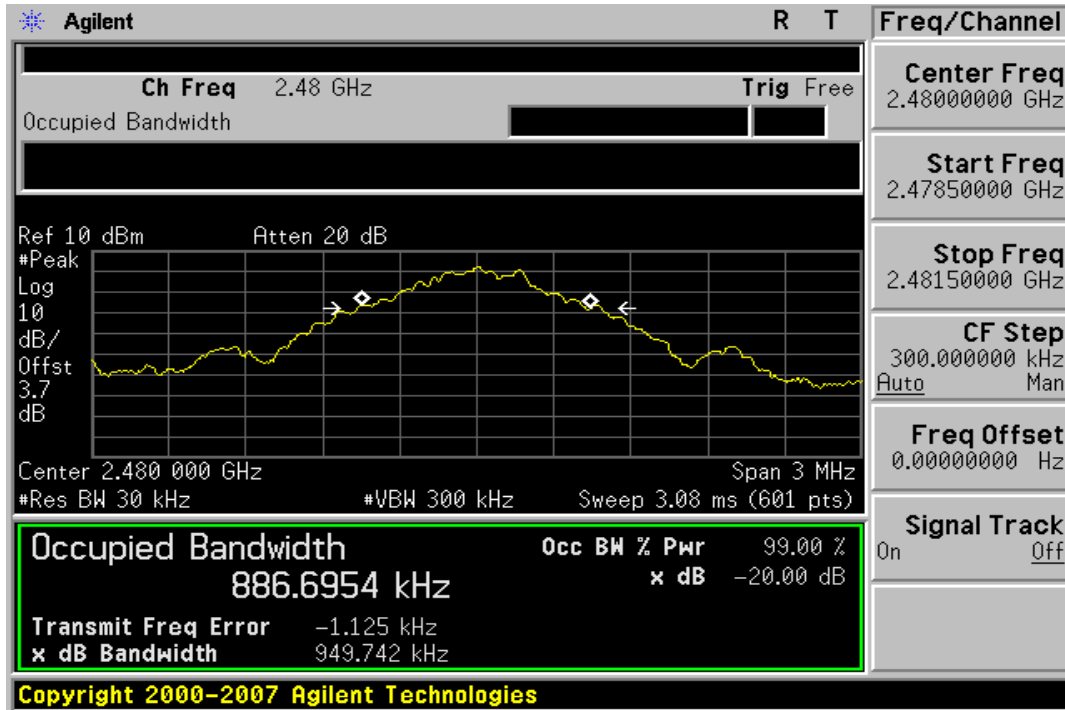 Agilent R T
Ch Freq 2.48 GHz Trig Free
Occupied Bandwidth
Ref 10 dBm Atten 20 dB
#Peak
Log
10
dB/
Offst
3.7
dB
Center 2.480 000 GHz Span 3 MHz
#Res BW 30 kHz #VBW 300 kHz Sweep 3.08 ms (601 pts)
Occupied Bandwidth Occ BW % Pwr 99.00 %
886.6954 kHz x dB -20.00 dB
Transmit Freq Error -1.125 kHz
x dB Bandwidth 949.742 kHz
Copyright 2000-2007 Agilent Technologies
Freq/Channel
Center Freq
2.48000000 GHz
Start Freq
2.47850000 GHz
Stop Freq
2.48150000 GHz
CF Step
300.000000 kHz
Auto Man
Freq Offset
0.00000000 Hz
Signal Track
On Off